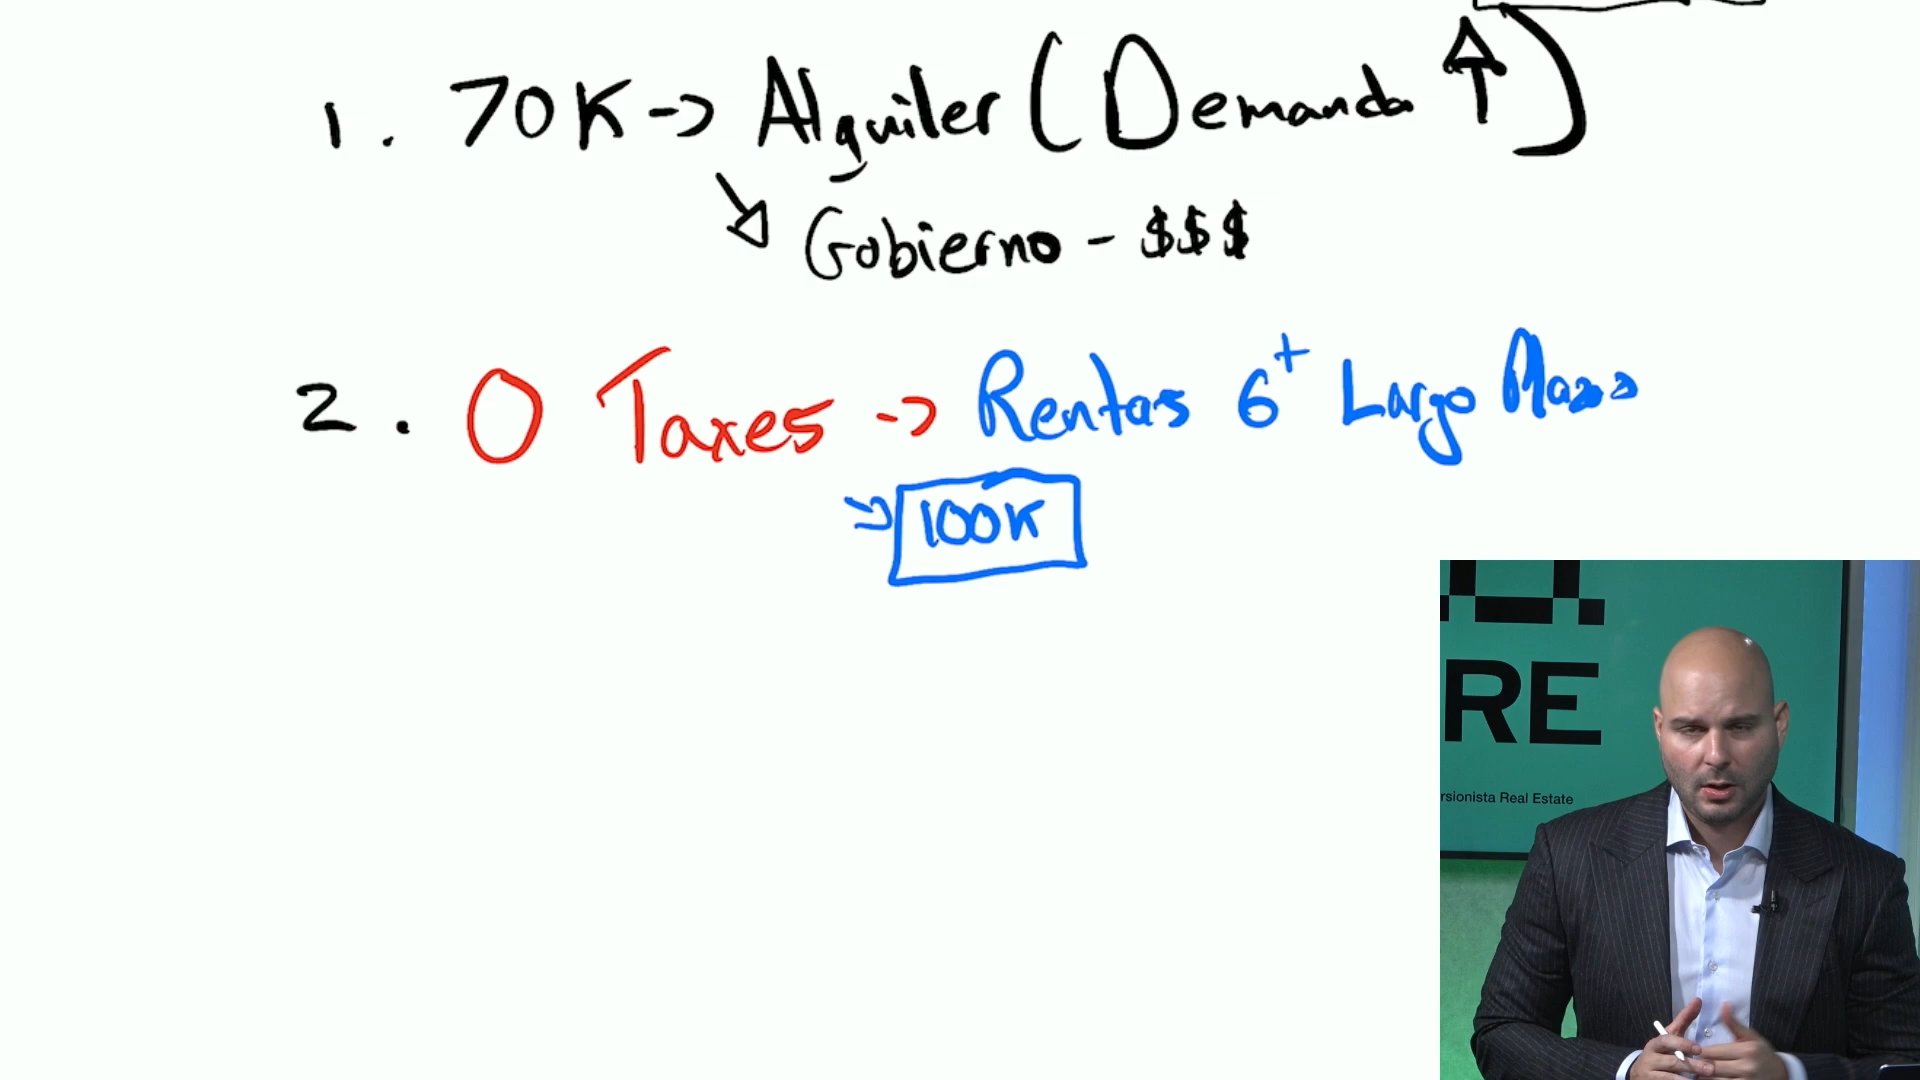 1. 70K -> Alquiler (Demanda ↑)
↘ Gobierno - $$$
2. 0 Taxes -> Rentas 6+ Largo Plazo
-> 100K
RE
rsionista Real Estate